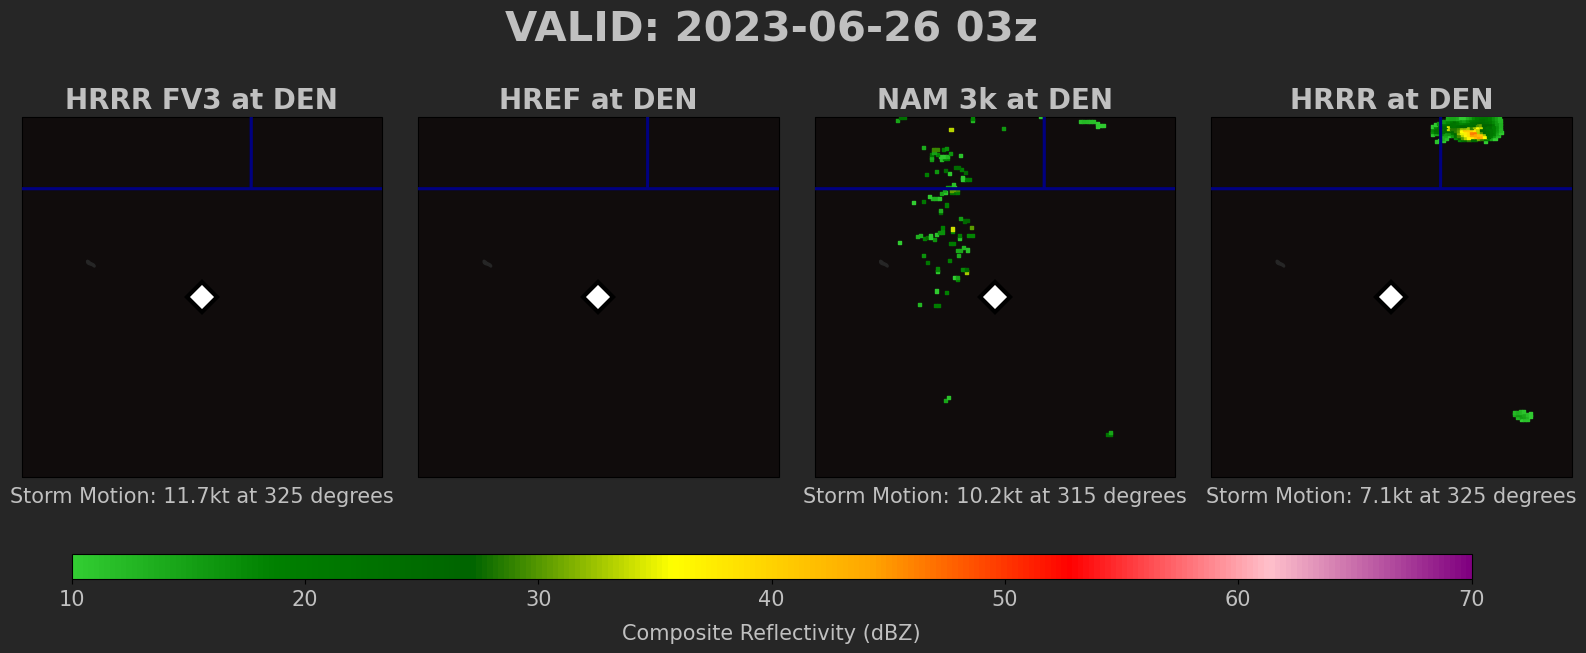 VALID: 2023-06-26 03z
HRRR FV3 at DEN
HREF at DEN
NAM 3k at DEN
HRRR at DEN
Storm Motion: 11.7kt at 325 degrees
Storm Motion: 10.2kt at 315 degrees
Storm Motion: 7.1kt at 325 degrees
10 20 30 40 50 60 70
Composite Reflectivity (dBZ)